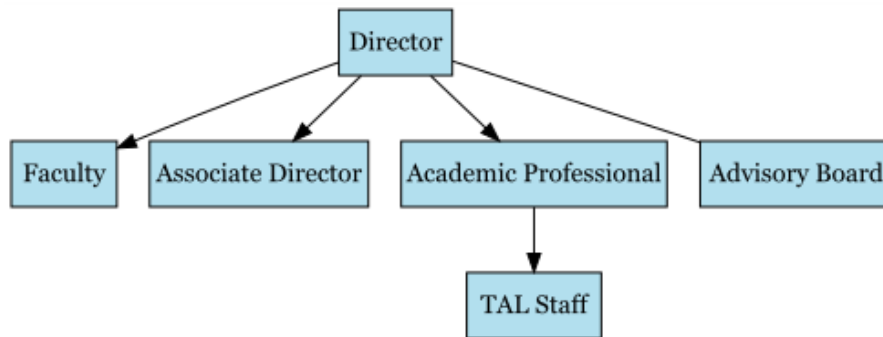 Director
Faculty
Associate Director
Academic Professional
Advisory Board
TAL Staff